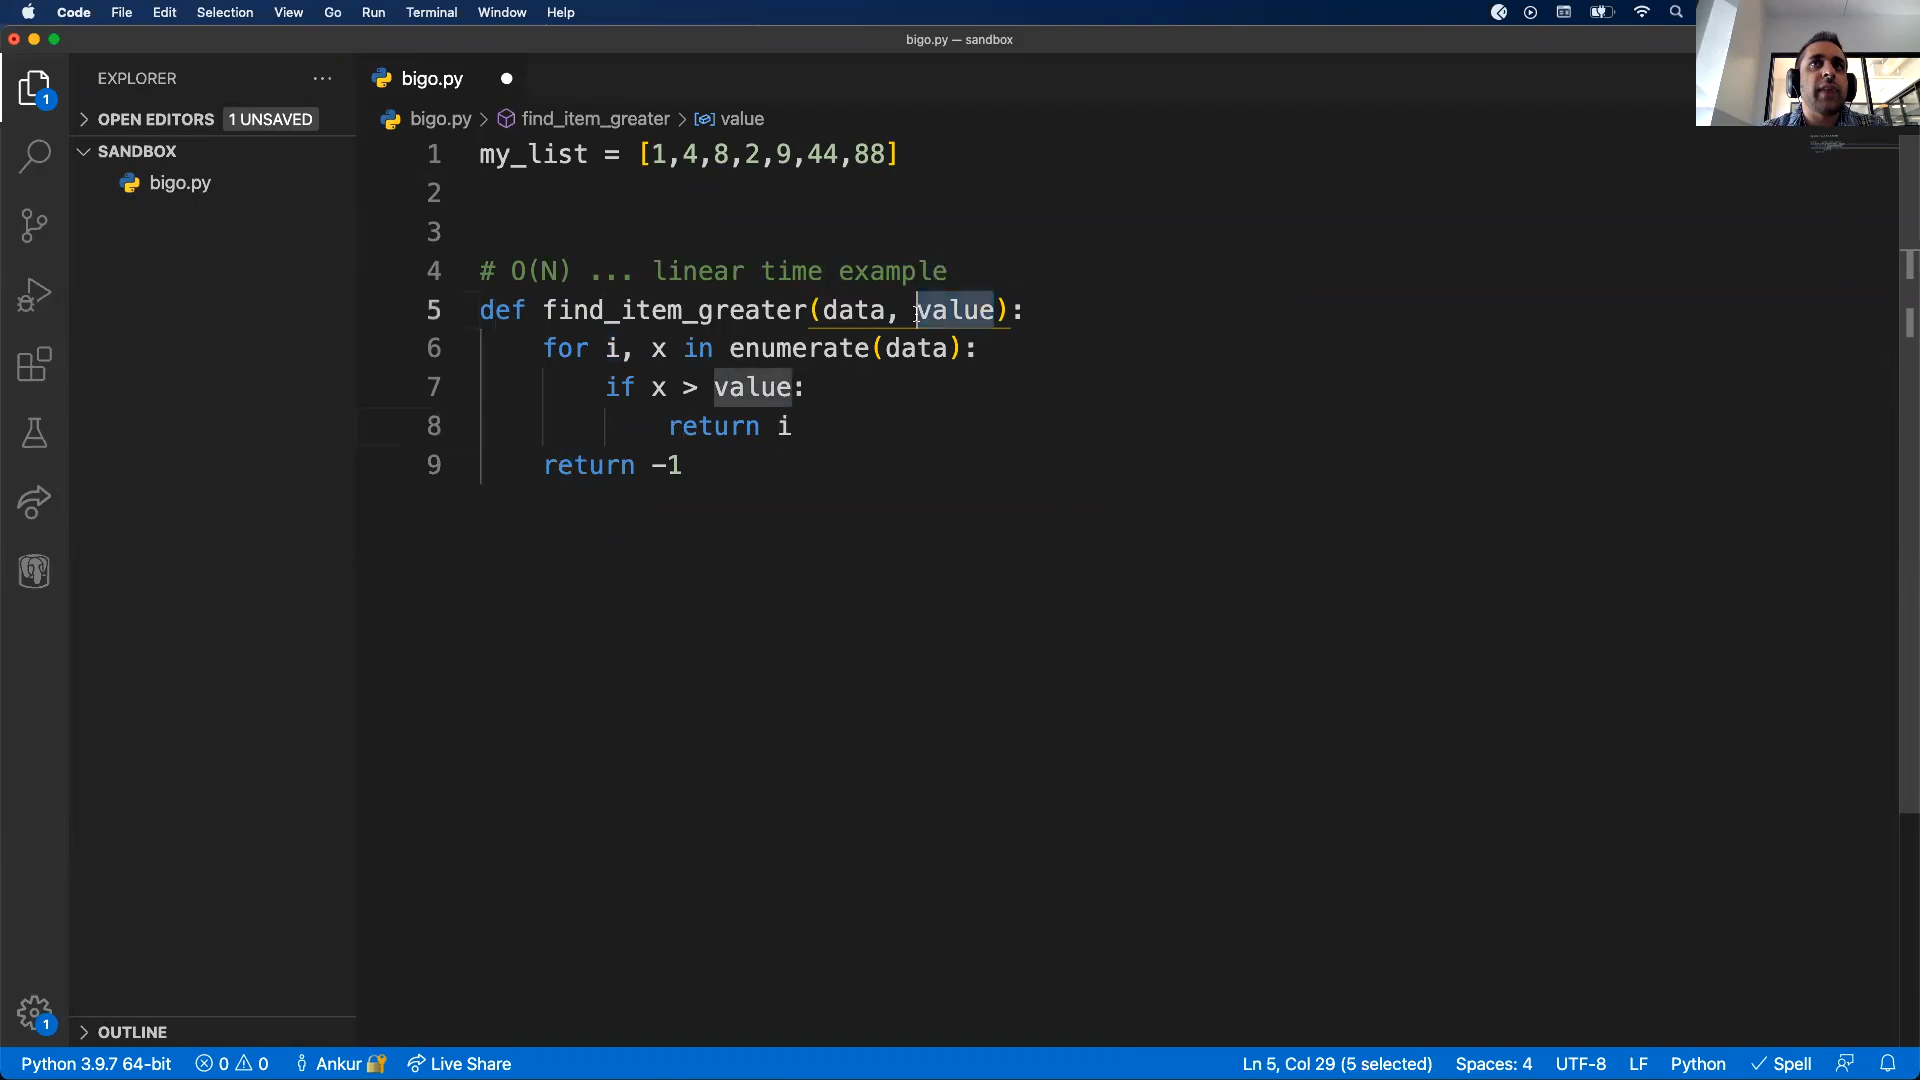 Code File Edit Selection View Go Run Terminal Window Help
bigo.py — sandbox
EXPLORER ···
bigo.py
1
OPEN EDITORS 1 UNSAVED
bigo.py > find_item_greater > value
SANDBOX
bigo.py
1 my_list = [1,4,8,2,9,44,88]
2
3
4 # O(N) ... linear time example
5 def find_item_greater(data, value):
6 for i, x in enumerate(data):
7 if x > value:
8 return i
9 return -1
1
OUTLINE
Python 3.9.7 64-bit 0 0 Ankur Live Share Ln 5, Col 29 (5 selected) Spaces: 4 UTF-8 LF Python Spell